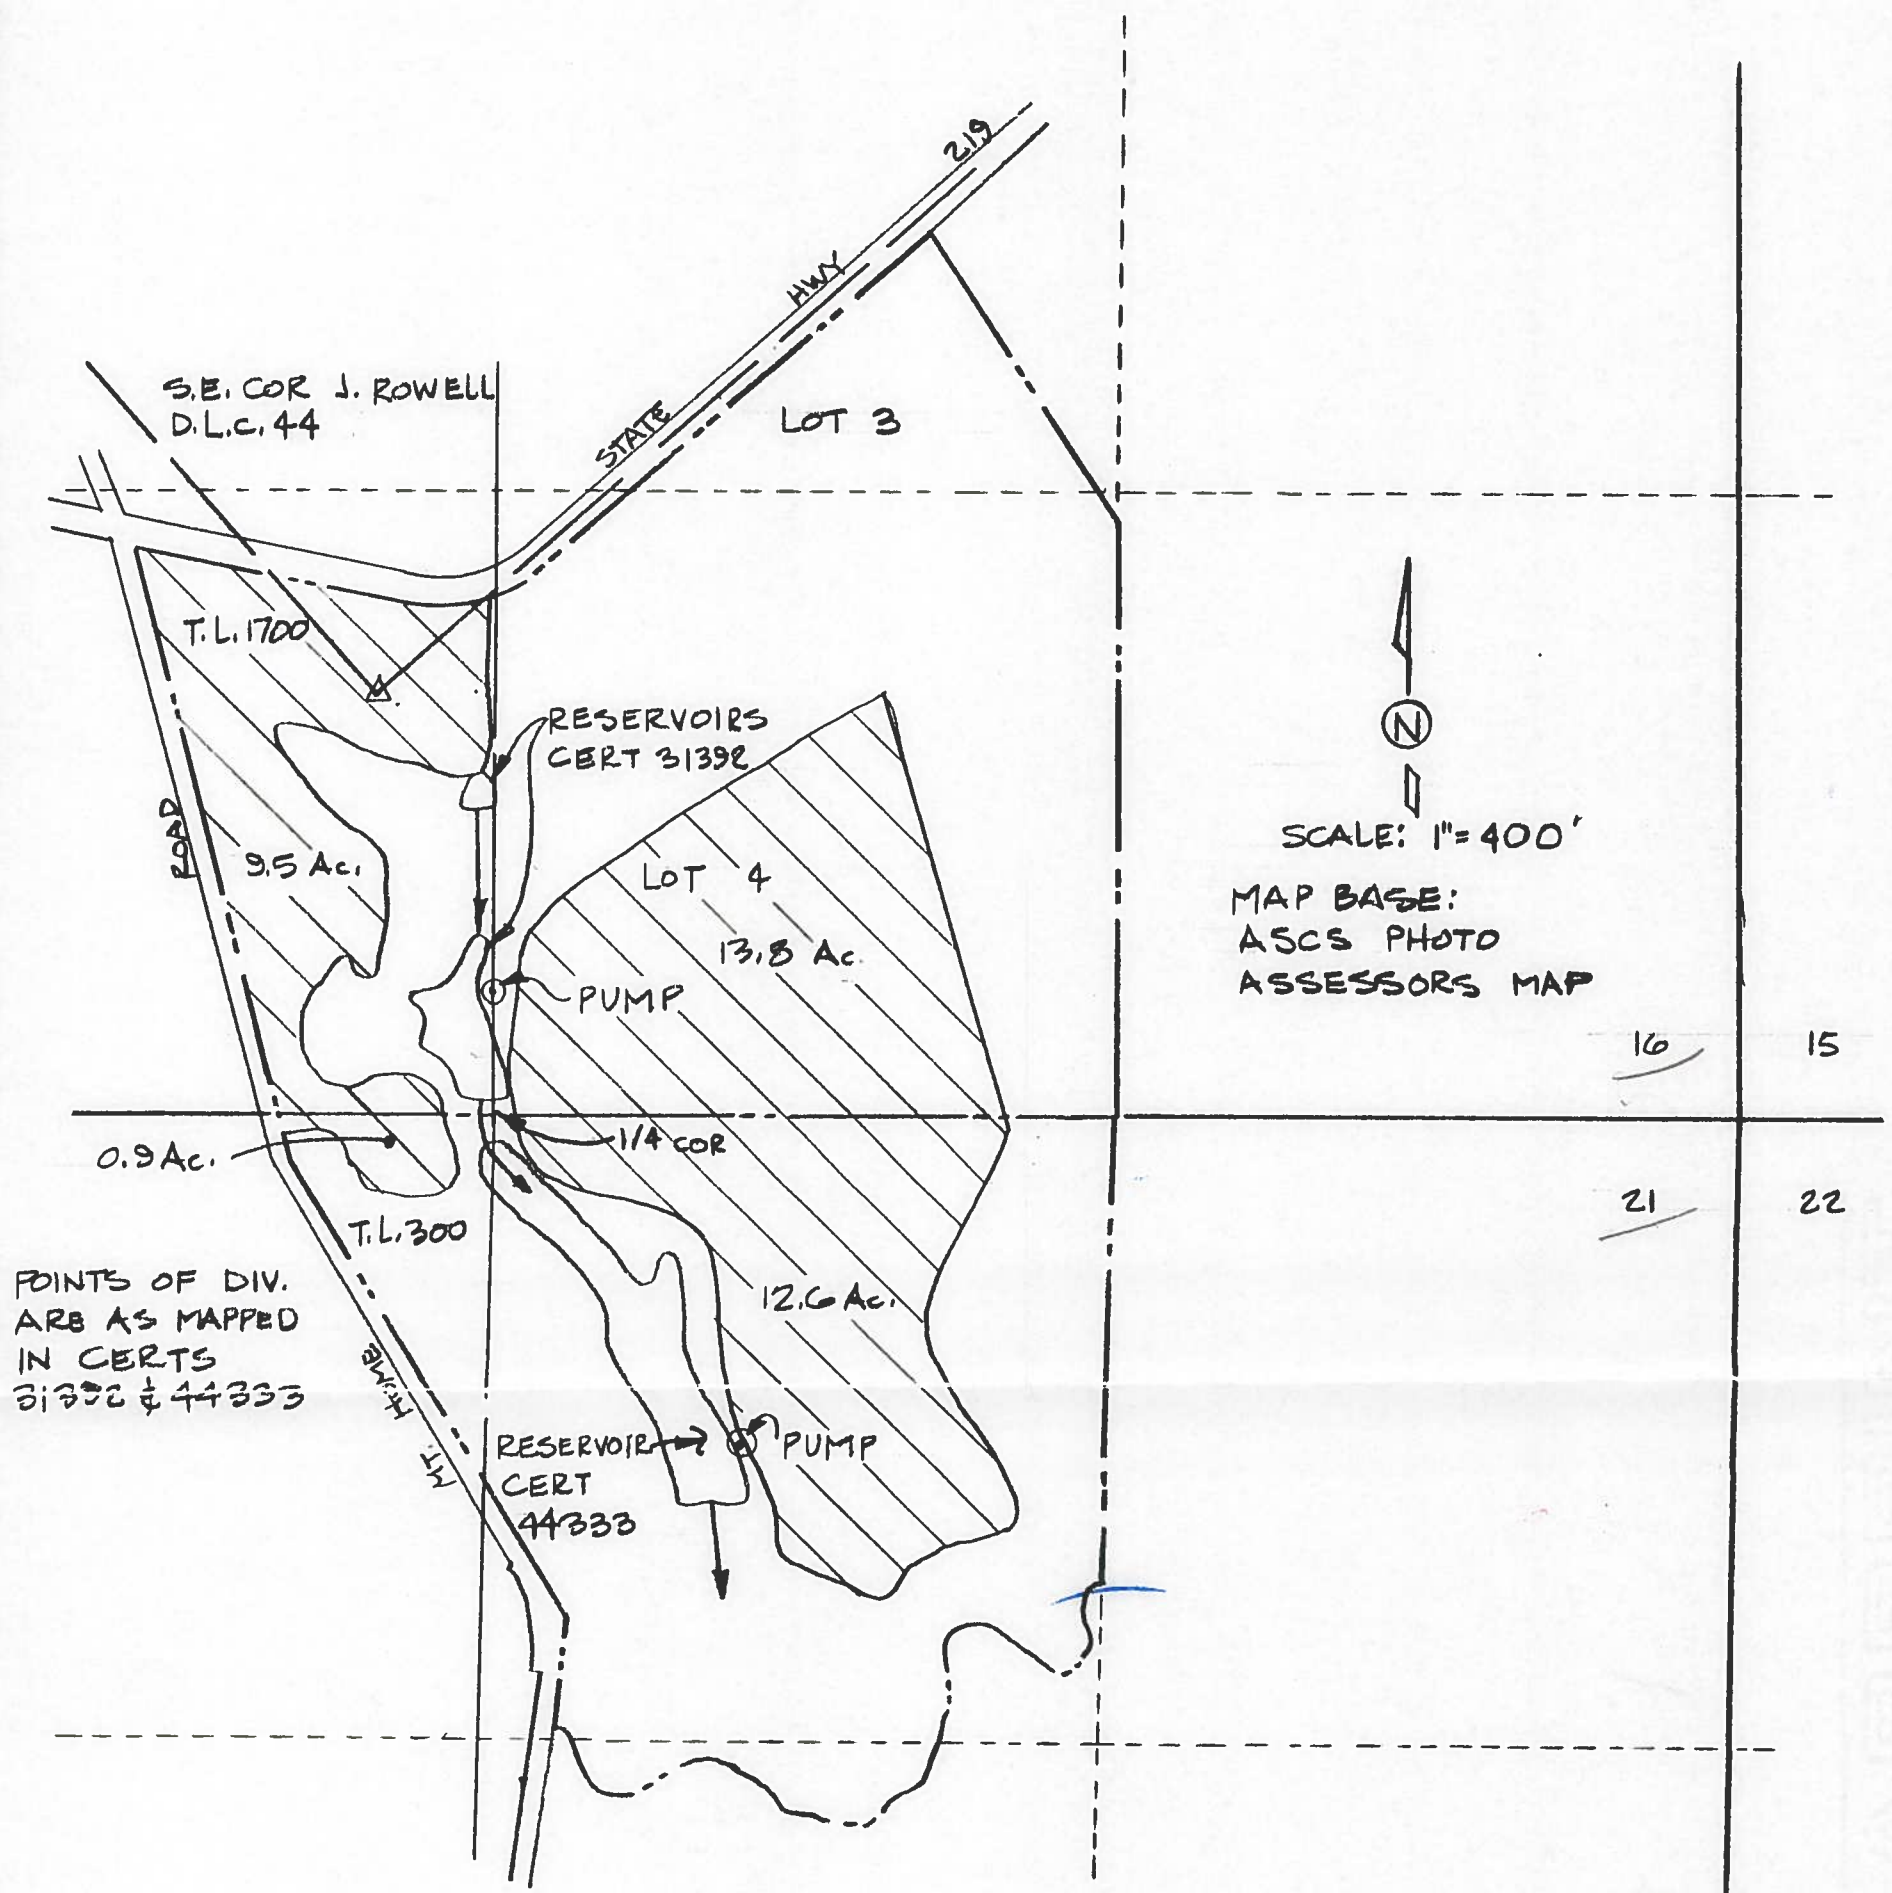 219
HWY
STATE
S.E. COR J. ROWELL
D.L.C. 44
LOT 3
T.L. 1700
RESERVOIRS
CERT 31392
N
SCALE: 1"= 400'
ROAD
9.5 Ac.
LOT 4
13.8 Ac.
MAP BASE:
ASCS PHOTO
ASSESSORS MAP
PUMP
16
15
0.9 Ac.
1/4 COR
21
22
T.L. 300
POINTS OF DIV.
ARE AS MAPPED
IN CERTS
31392 & 44333
12.6 Ac.
MT.
RESERVOIR
CERT
44333
PUMP